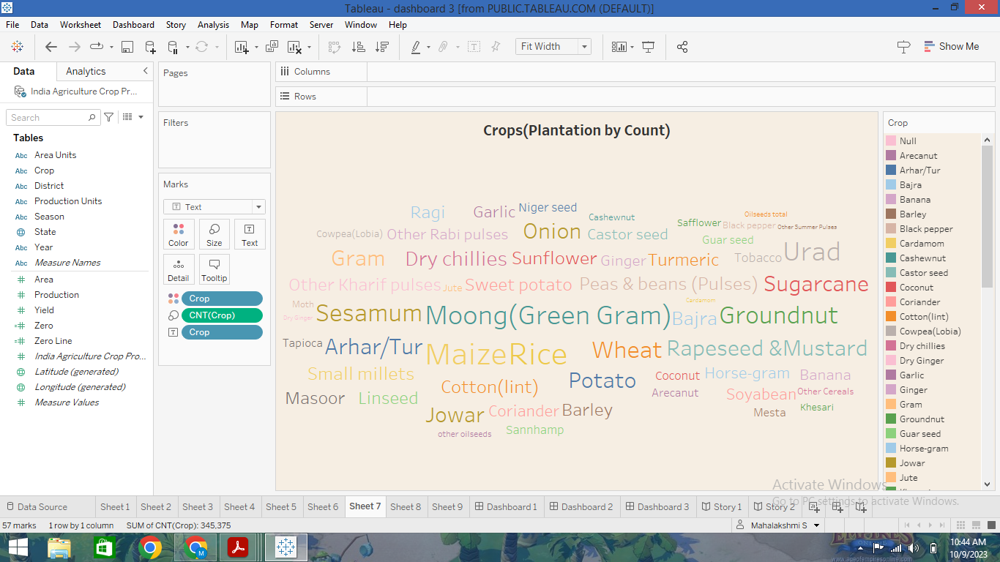 Tableau - dashboard 3 [from PUBLIC.TABLEAU.COM (DEFAULT)]
File Data Worksheet Dashboard Story Analysis Map Format Server Window Help
Fit Width
Show Me
Data Analytics
India Agriculture Crop Pr...
Search
Tables
Abc Area Units
Abc Crop
Abc District
Abc Production Units
Abc Season
State
Abc Year
Abc Measure Names
Area
Production
Yield
Zero
Zero Line
India Agriculture Crop Pro...
Latitude (generated)
Longitude (generated)
Measure Values
Pages
Filters
Marks
Text
Color Size Text
Detail Tooltip
Crop
CNT(Crop)
Crop
Columns
Rows
Crops(Plantation by Count)
Ragi Garlic Niger seed Cashewnut Safflower Oilseeds total
Cowpea(Lobia) Other Rabi pulses Onion Castor seed Black pepper Other Summer Pulses
Guar seed
Gram Dry chillies Sunflower Ginger Turmeric Tobacco Urad
Other Kharif pulses Jute Sweet potato Peas & beans (Pulses) Sugarcane
Moth Cardamom
Dry Ginger Sesamum Moong(Green Gram) Bajra Groundnut
Tapioca Arhar/Tur Maize Rice Wheat Rapeseed &Mustard
Small millets Cotton(lint) Potato Coconut Horse-gram Banana
Masoor Linseed Arecanut Soyabean Other Cereals
Jowar Coriander Barley Mesta Khesari
other oilseeds Sannhamp
Crop
Null
Arecanut
Arhar/Tur
Bajra
Banana
Barley
Black pepper
Cardamom
Cashewnut
Castor seed
Coconut
Coriander
Cotton(lint)
Cowpea(Lobia)
Dry chillies
Dry Ginger
Garlic
Ginger
Gram
Groundnut
Guar seed
Horse-gram
Jowar
Jute
Activate Windows
Go to PC settings to activate Windows.
Data Source Sheet 1 Sheet 2 Sheet 3 Sheet 4 Sheet 5 Sheet 6 Sheet 7 Sheet 8 Sheet 9 Dashboard 1 Dashboard 2 Dashboard 3 Story 1 Story 2
57 marks 1 row by 1 column SUM of CNT(Crop): 345,375 Mahalakshmi S
10:44 AM
10/9/2023
www.ageofempiresonline.com